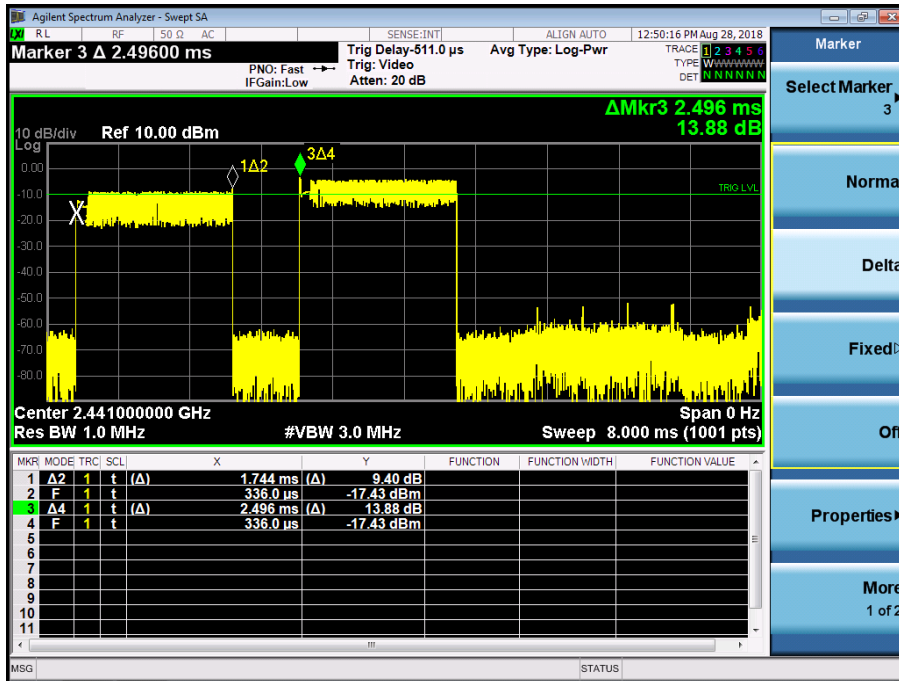 Agilent Spectrum Analyzer - Swept SA
LXI RL RF 50 Ω AC SENSE:INT ALIGN AUTO 12:50:16 PM Aug 28, 2018
Marker 3 Δ 2.49600 ms
PNO: Fast
IFGain:Low
Trig Delay-511.0 µs
Trig: Video
Atten: 20 dB
Avg Type: Log-Pwr
TRACE 1 2 3 4 5 6
TYPE WWWWWW
DET N N N N N N
ΔMkr3 2.496 ms
13.88 dB
10 dB/div Ref 10.00 dBm
Log
1Δ2
3Δ4
TRIG LVL
0.00
-10.0
-20.0
-30.0
-40.0
-50.0
-60.0
-70.0
-80.0
Center 2.441000000 GHz Span 0 Hz
Res BW 1.0 MHz #VBW 3.0 MHz Sweep 8.000 ms (1001 pts)
MKR MODE TRC SCL X Y FUNCTION FUNCTION WIDTH FUNCTION VALUE
1 Δ2 1 t (Δ) 1.744 ms (Δ) 9.40 dB
2 F 1 t 336.0 µs -17.43 dBm
3 Δ4 1 t (Δ) 2.496 ms (Δ) 13.88 dB
4 F 1 t 336.0 µs -17.43 dBm
5
6
7
8
9
10
11
MSG STATUS
Marker
Select Marker
3
Norma
Delta
Fixed
Of
Properties
More
1 of 2